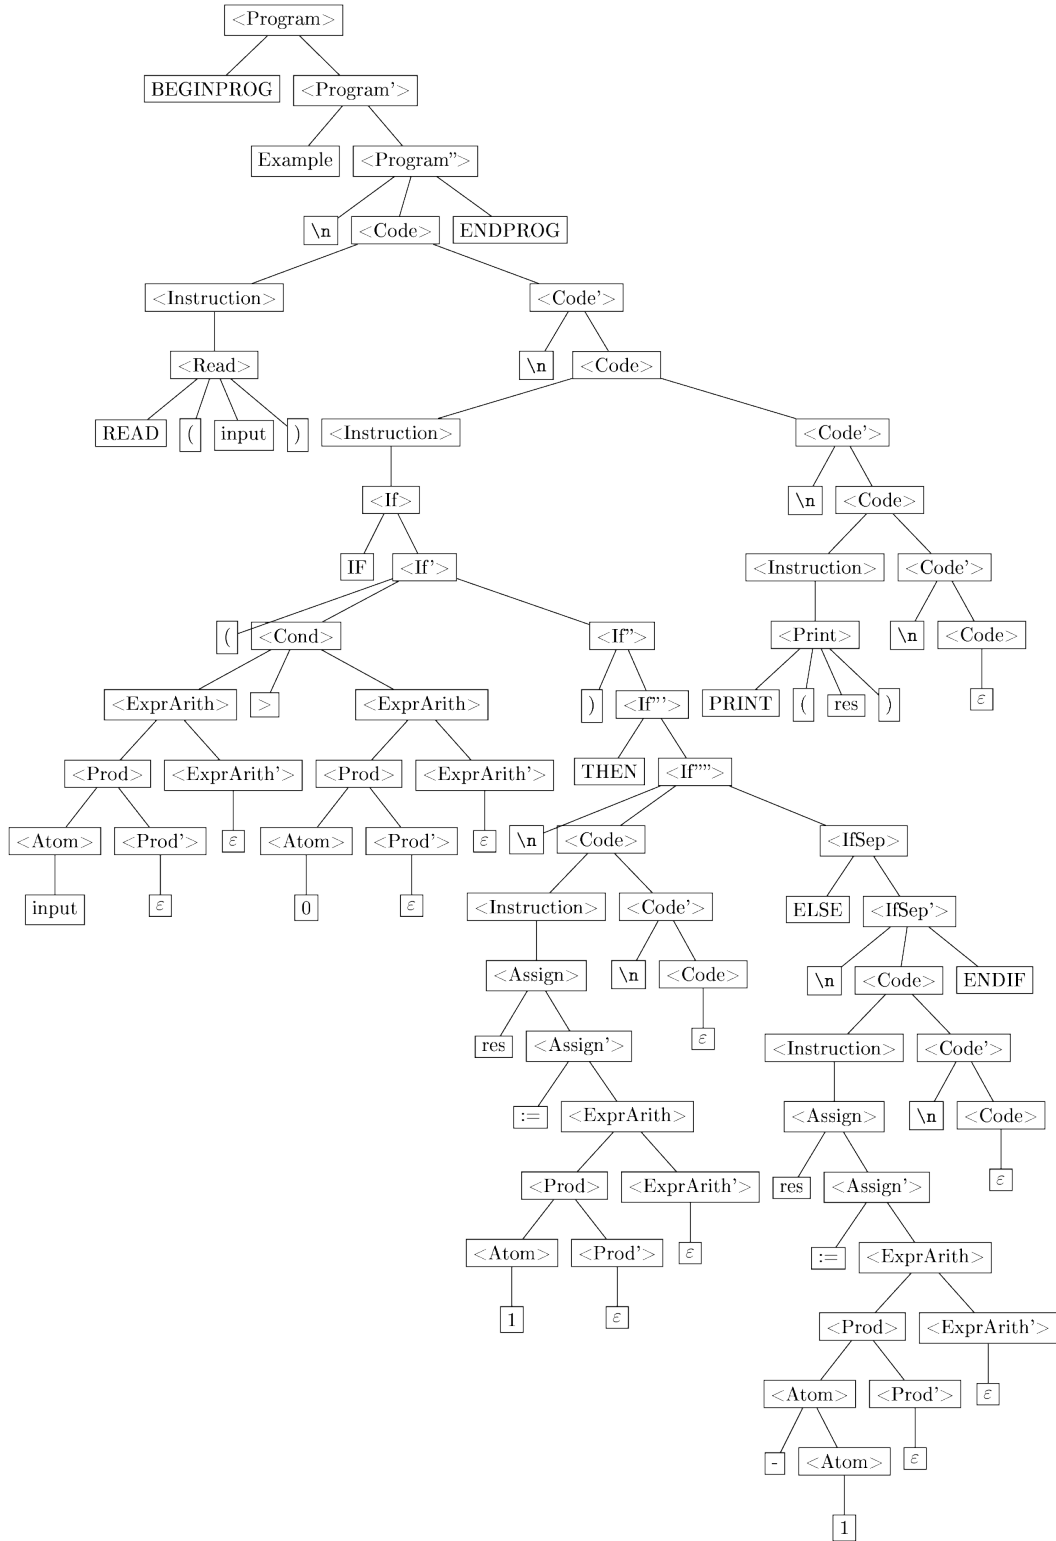 <Program>
BEGINPROG <Program'>
Example <Program''>
\n <Code> ENDPROG
<Instruction> <Code'>
<Read> \n <Code>
READ ( input ) <Instruction> <Code'>
<If> \n <Code>
IF <If'> <Instruction> <Code'>
( <Cond> <If''> <Print> \n <Code>
<ExprArith> > <ExprArith> ) <If'''> PRINT ( res ) ε
<Prod> <ExprArith'> <Prod> <ExprArith'> THEN <If''''>
<Atom> <Prod'> ε <Atom> <Prod'> ε \n <Code> <IfSep>
input ε 0 ε <Instruction> <Code'> ELSE <IfSep'>
<Assign> \n <Code> \n <Code> ENDIF
res <Assign'> ε <Instruction> <Code'>
:= <ExprArith> <Assign> \n <Code>
<Prod> <ExprArith'> res <Assign'> ε
<Atom> <Prod'> ε := <ExprArith>
1 ε <Prod> <ExprArith'>
<Atom> <Prod'> ε
- <Atom> ε
1